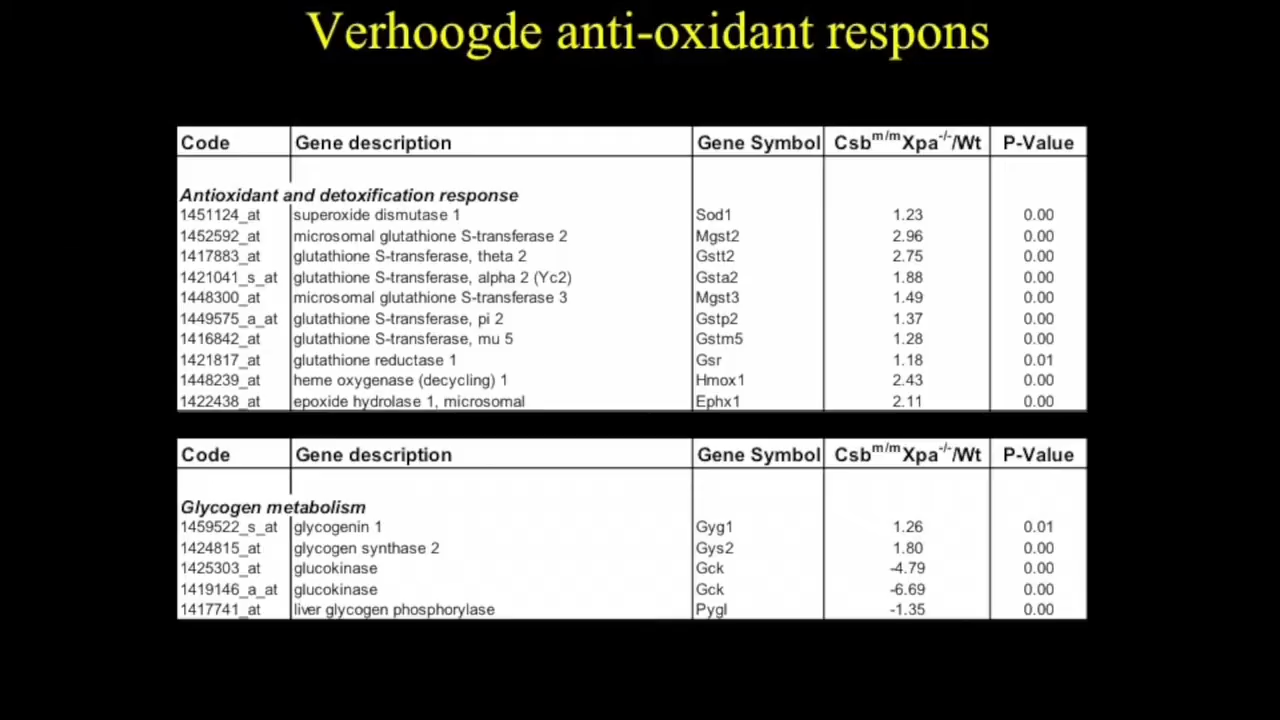 Verhoogde anti-oxidant respons
Code Gene description Gene Symbol Csbm/mXpa-/-/Wt P-Value
Antioxidant and detoxification response
1451124_at superoxide dismutase 1 Sod1 1.23 0.00
1452592_at microsomal glutathione S-transferase 2 Mgst2 2.96 0.00
1417883_at glutathione S-transferase, theta 2 Gstt2 2.75 0.00
1421041_s_at glutathione S-transferase, alpha 2 (Yc2) Gsta2 1.88 0.00
1448300_at microsomal glutathione S-transferase 3 Mgst3 1.49 0.00
1449575_a_at glutathione S-transferase, pi 2 Gstp2 1.37 0.00
1416842_at glutathione S-transferase, mu 5 Gstm5 1.28 0.00
1421817_at glutathione reductase 1 Gsr 1.18 0.01
1448239_at heme oxygenase (decycling) 1 Hmox1 2.43 0.00
1422438_at epoxide hydrolase 1, microsomal Ephx1 2.11 0.00
Code Gene description Gene Symbol Csbm/mXpa-/-/Wt P-Value
Glycogen metabolism
1459522_s_at glycogenin 1 Gyg1 1.26 0.01
1424815_at glycogen synthase 2 Gys2 1.80 0.00
1425303_at glucokinase Gck -4.79 0.00
1419146_a_at glucokinase Gck -6.69 0.00
1417741_at liver glycogen phosphorylase Pygl -1.35 0.00